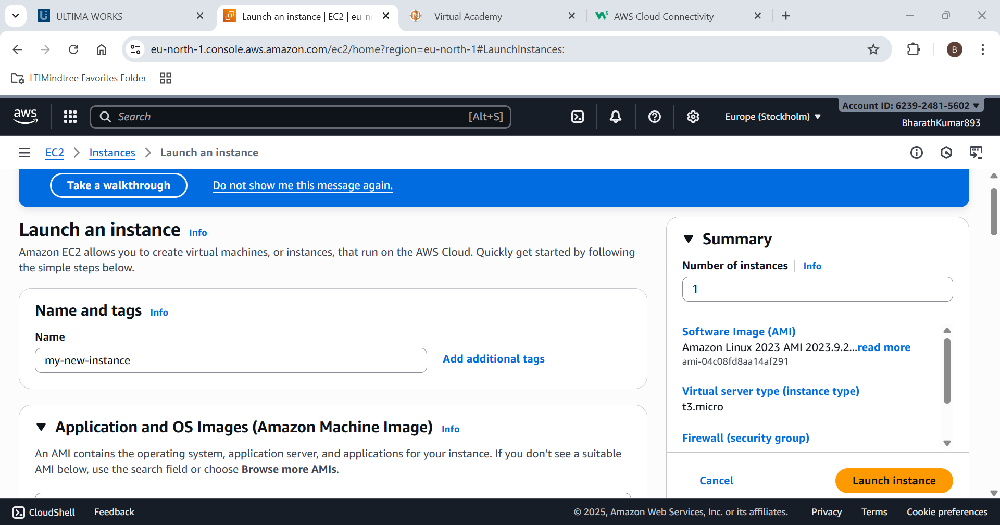 ULTIMA WORKS
Launch an instance | EC2 | eu-no
- Virtual Academy
AWS Cloud Connectivity
eu-north-1.console.aws.amazon.com/ec2/home?region=eu-north-1#LaunchInstances:
B
LTIMindtree Favorites Folder
aws
Search
[Alt+S]
Europe (Stockholm)
Account ID: 6239-2481-5602
BharathKumar893
EC2
Instances
Launch an instance
Take a walkthrough
Do not show me this message again.
Launch an instance Info
Amazon EC2 allows you to create virtual machines, or instances, that run on the AWS Cloud. Quickly get started by following
the simple steps below.
Name and tags Info
Name
my-new-instance
Add additional tags
Application and OS Images (Amazon Machine Image) Info
An AMI contains the operating system, application server, and applications for your instance. If you don't see a suitable
AMI below, use the search field or choose Browse more AMIs.
Summary
Number of instances Info
1
Software Image (AMI)
Amazon Linux 2023 AMI 2023.9.2...read more
ami-04c08fd8aa14af291
Virtual server type (instance type)
t3.micro
Firewall (security group)
Cancel
Launch instance
CloudShell
Feedback
© 2025, Amazon Web Services, Inc. or its affiliates.
Privacy
Terms
Cookie preferences